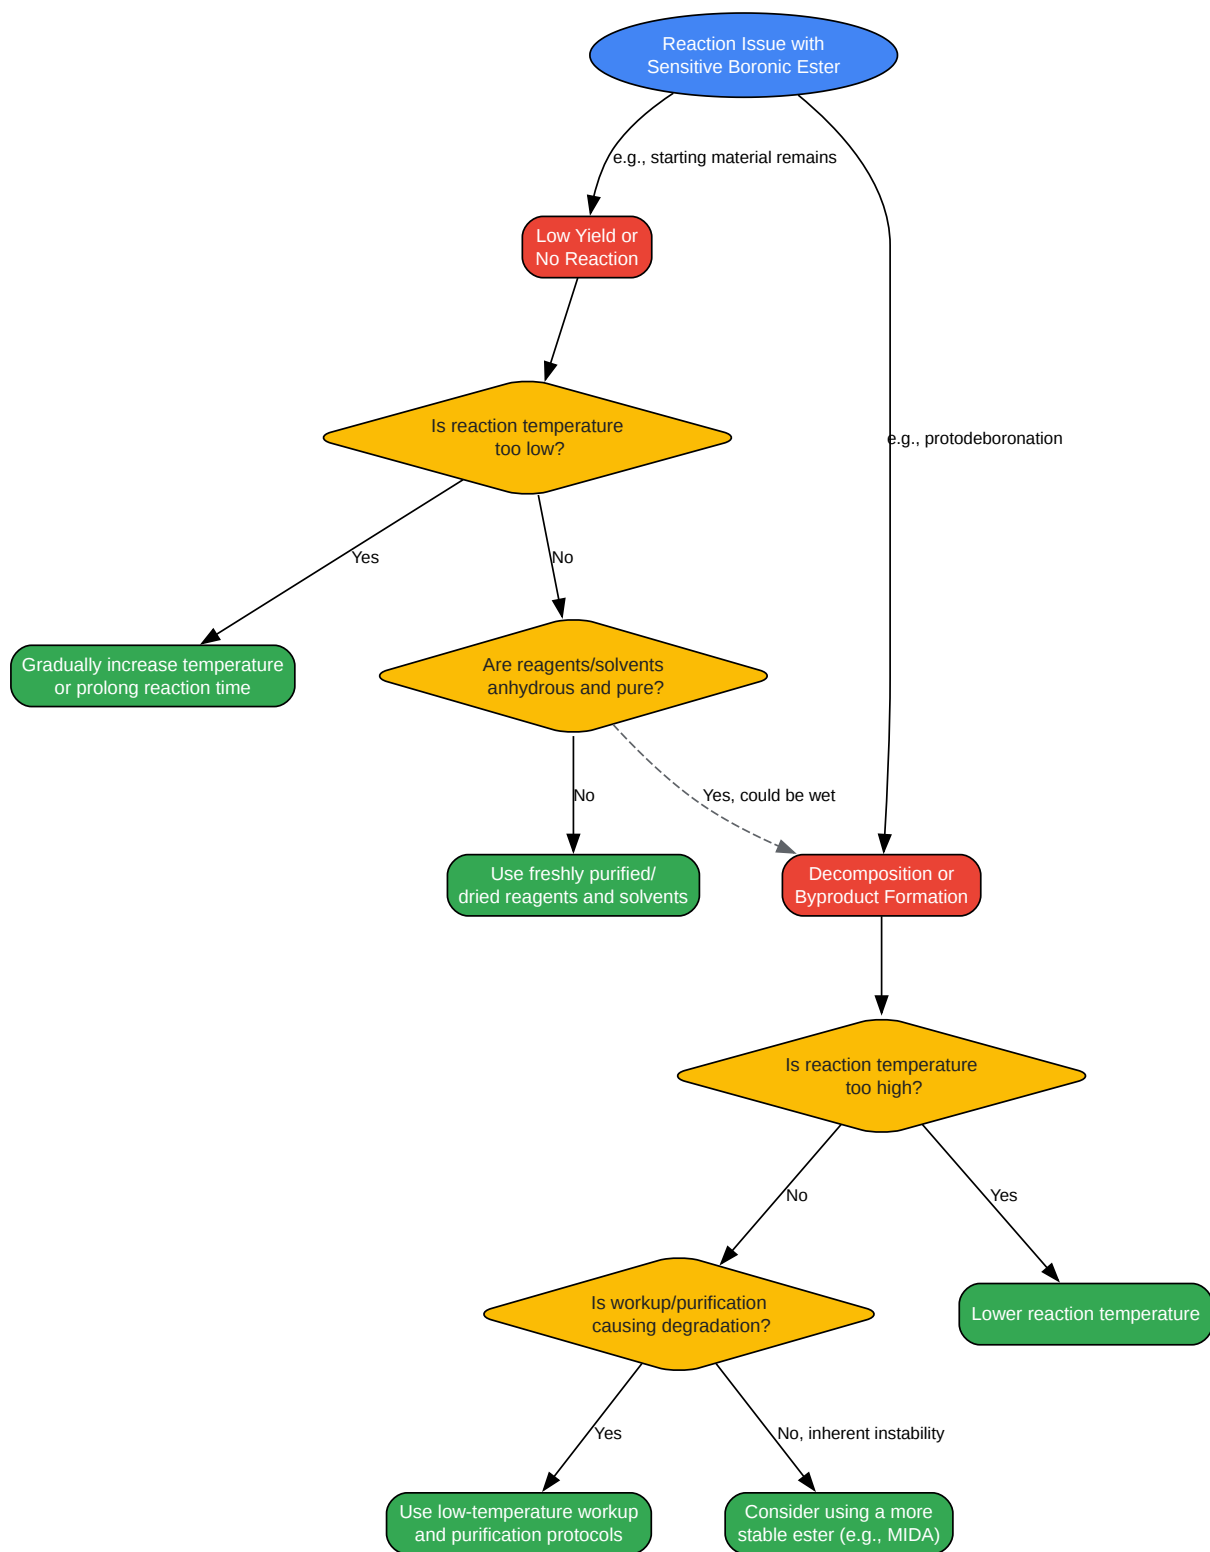 Reaction Issue with
Sensitive Boronic Ester
e.g., starting material remains
Low Yield or
No Reaction
Is reaction temperature
too low?
e.g., protodeboronation
Yes
No
Gradually increase temperature
or prolong reaction time
Are reagents/solvents
anhydrous and pure?
No
Yes, could be wet
Use freshly purified/
dried reagents and solvents
Decomposition or
Byproduct Formation
Is reaction temperature
too high?
No
Yes
Is workup/purification
causing degradation?
Lower reaction temperature
Yes
No, inherent instability
Use low-temperature workup
and purification protocols
Consider using a more
stable ester (e.g., MIDA)